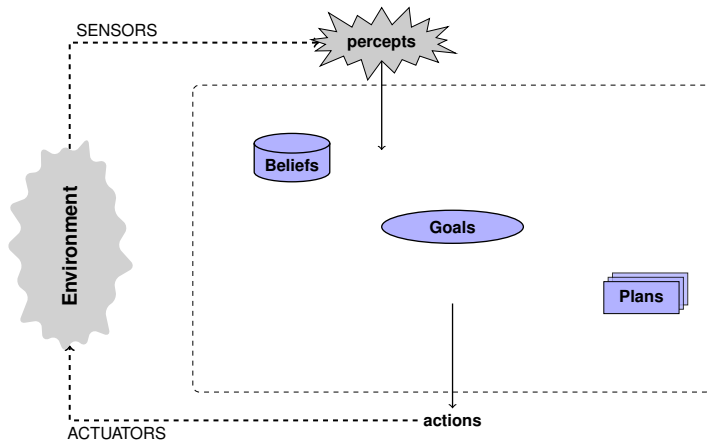 SENSORS
percepts
Beliefs
Environment
Goals
Plans
actions
ACTUATORS